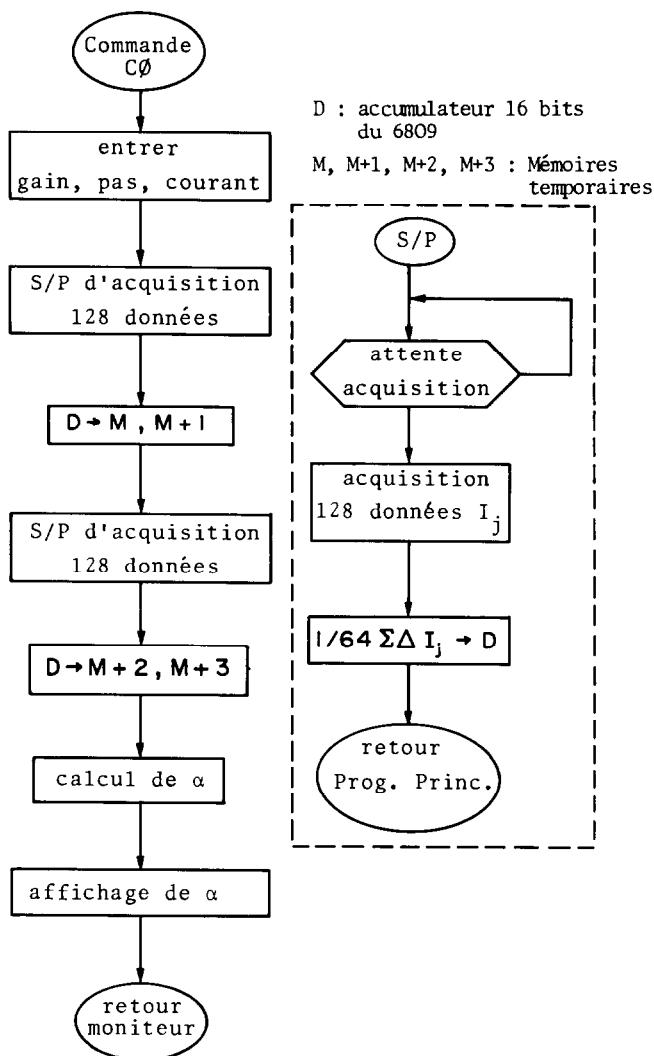 Commande
CØ
entrer
gain, pas, courant
S/P d'acquisition
128 données
D → M , M + 1
S/P d'acquisition
128 données
D → M + 2 , M + 3
calcul de α
affichage de α
retour
moniteur
D : accumulateur 16 bits
du 6809
M, M+1, M+2, M+3 : Mémoires
temporaires
S/P
attente
acquisition
acquisition
128 données I_j
1/64 ΣΔ I_j → D
retour
Prog. Princ.